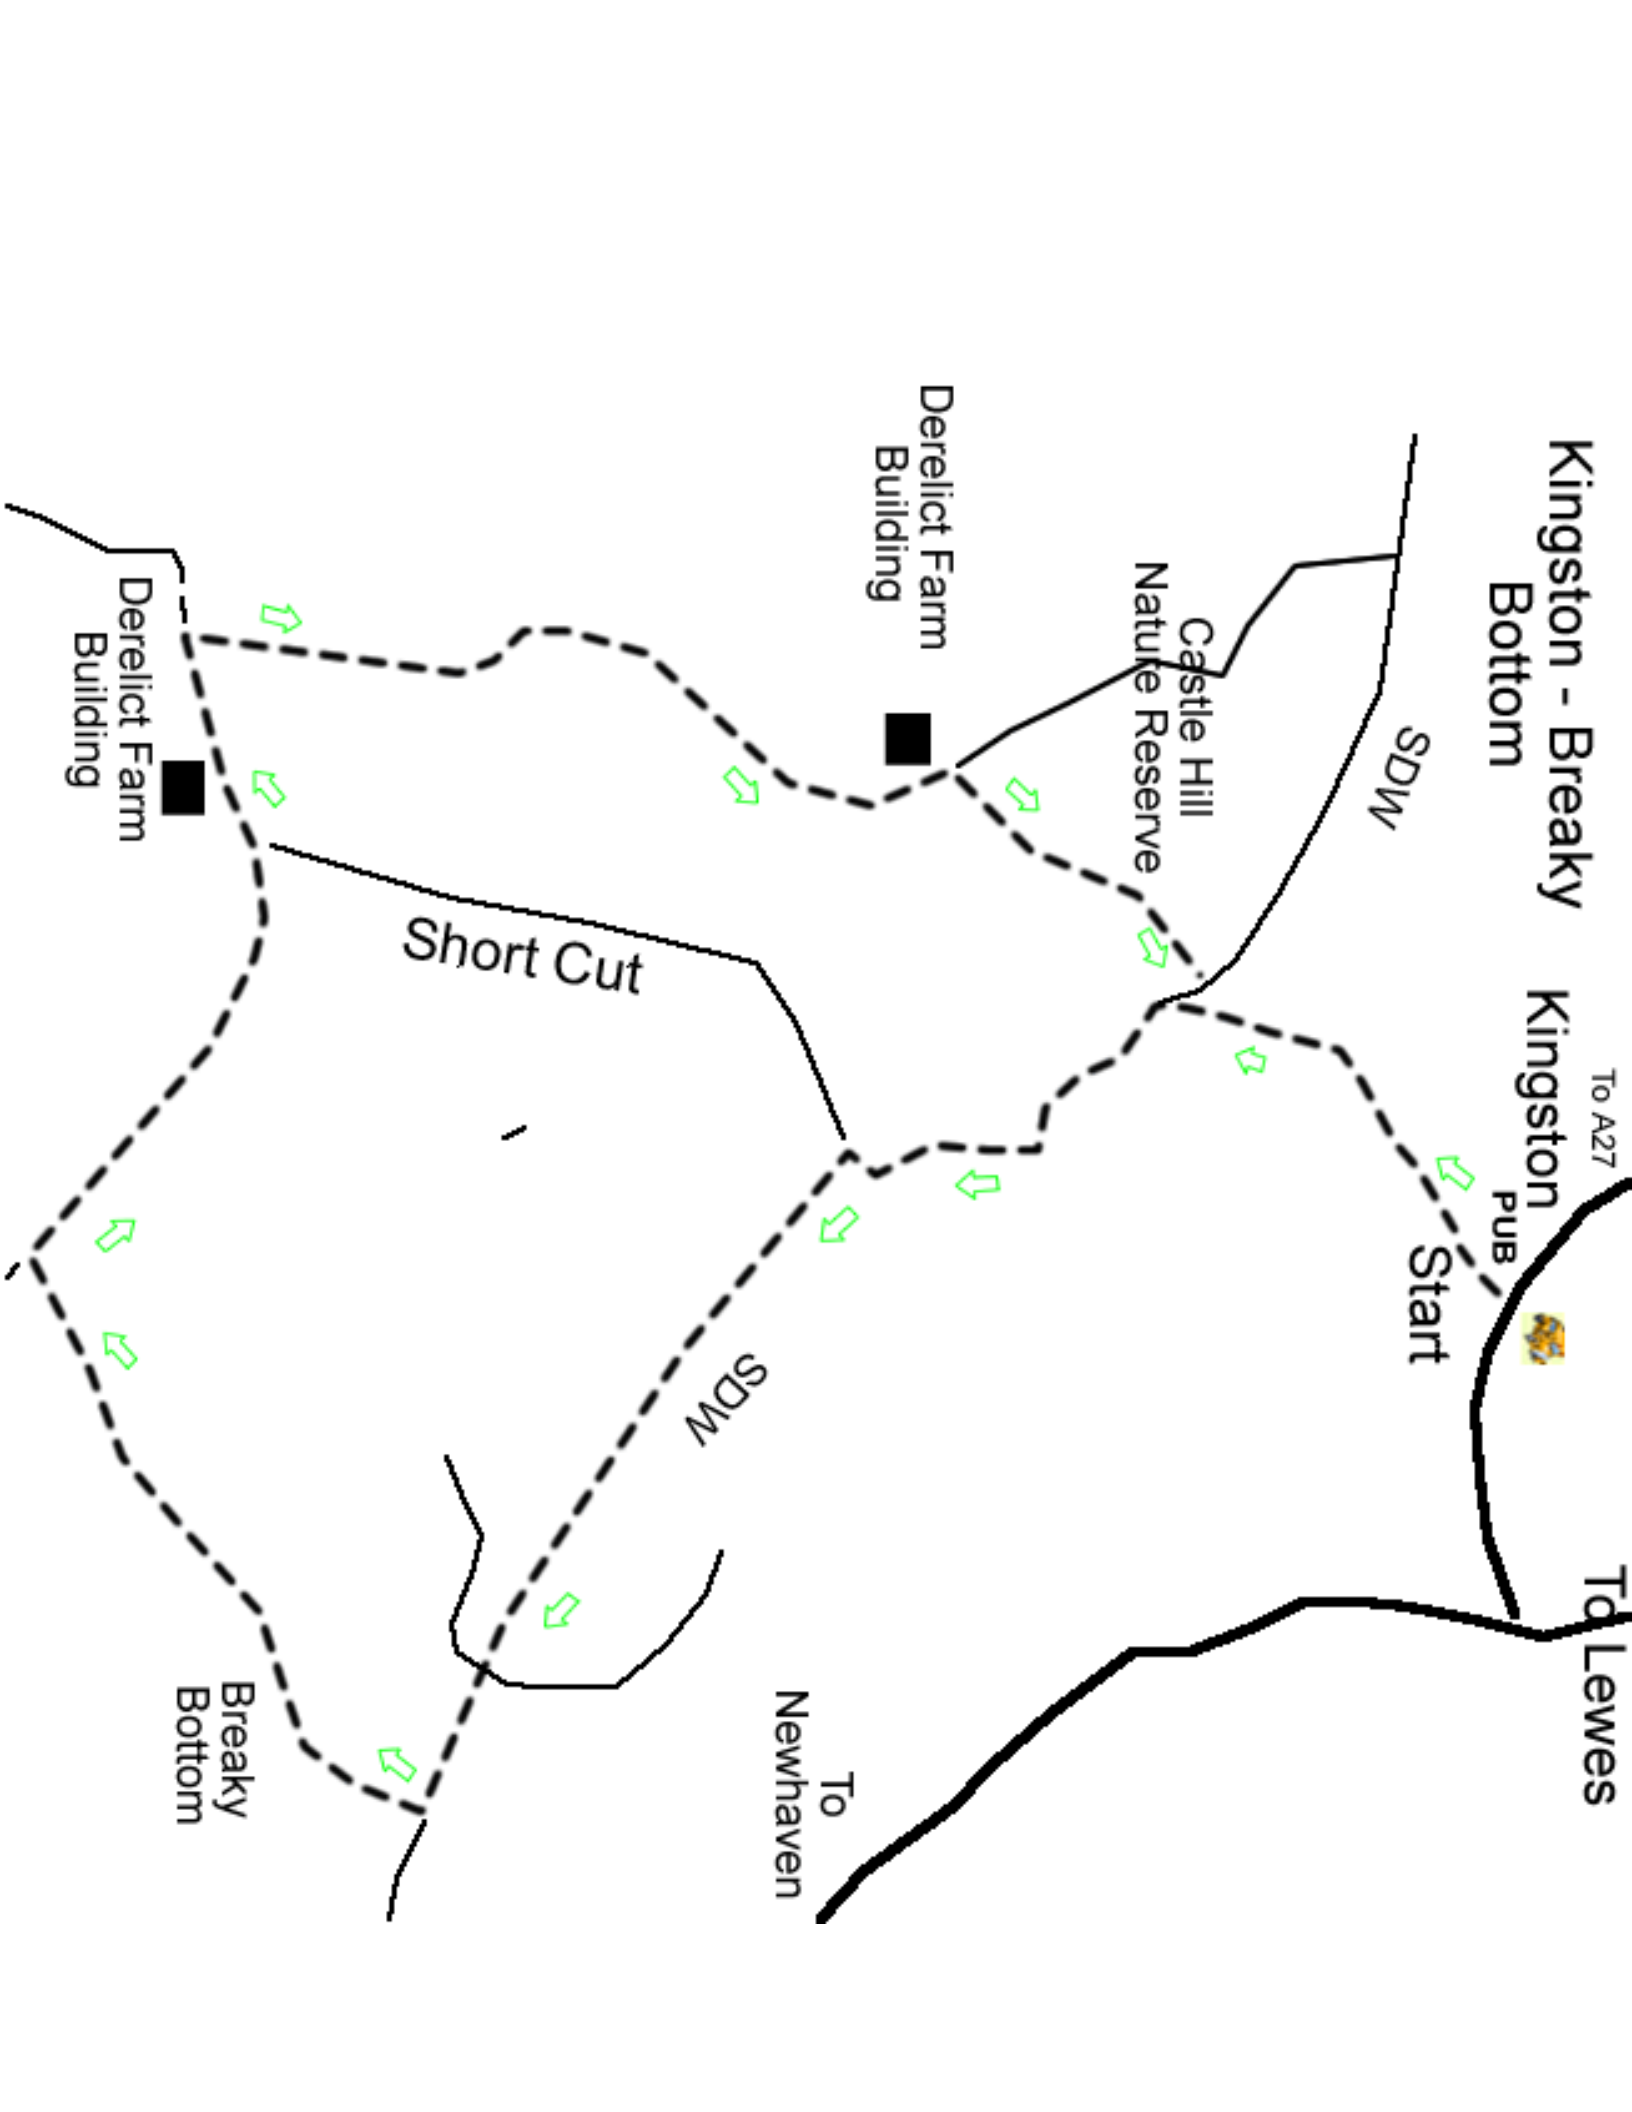 Kingston - Breaky
Bottom
To A27
Kingston
PUB
Start
To Lewes
SDW
Castle Hill
Nature Reserve
Derelict Farm
Building
To
Newhaven
SDW
Short Cut
Breaky
Bottom
Derelict Farm
Building